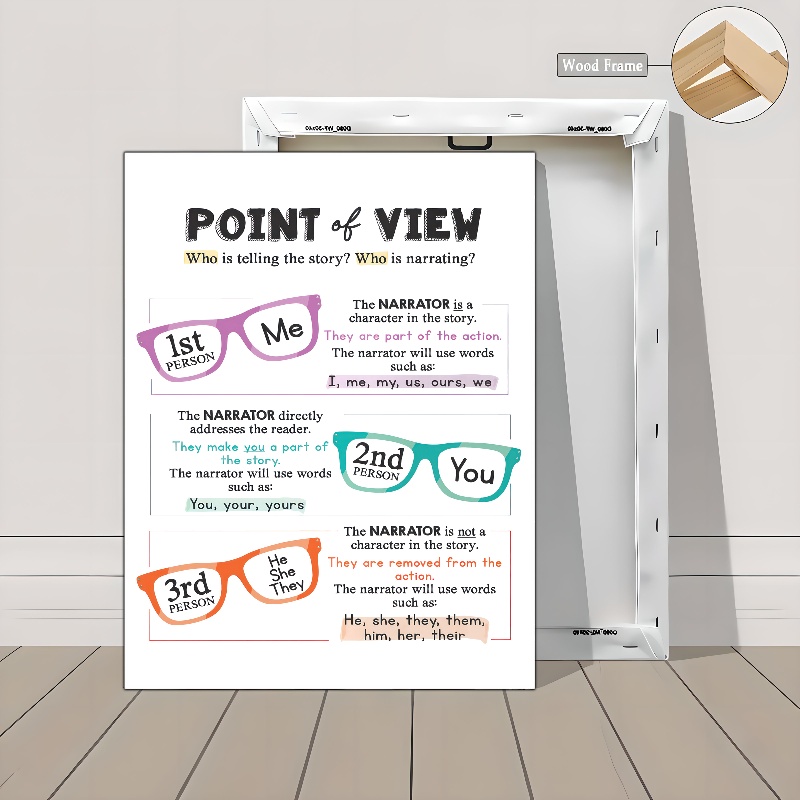 Wood Frame
POINT of VIEW
Who is telling the story? Who is narrating?
1st
PERSON
Me
The NARRATOR is a
character in the story.
They are part of the action.
The narrator will use words
such as:
I, me, my, us, ours, we
The NARRATOR directly
addresses the reader.
They make you a part of
the story.
The narrator will use words
such as:
You, your, yours
2nd
PERSON
You
3rd
PERSON
He
She
They
The NARRATOR is not a
character in the story.
They are removed from the
action.
The narrator will use words
such as:
He, she, they, them,
him, her, their